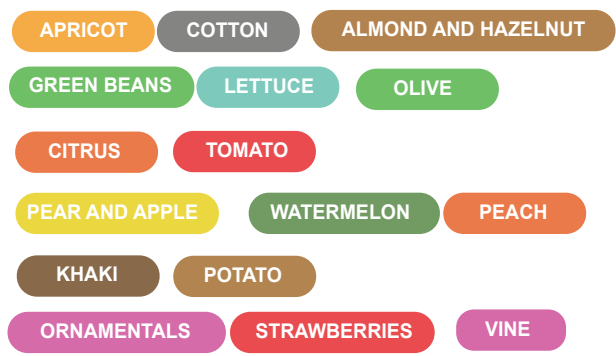 APRICOT COTTON ALMOND AND HAZELNUT
GREEN BEANS LETTUCE OLIVE
CITRUS TOMATO
PEAR AND APPLE WATERMELON PEACH
KHAKI POTATO
ORNAMENTALS STRAWBERRIES VINE